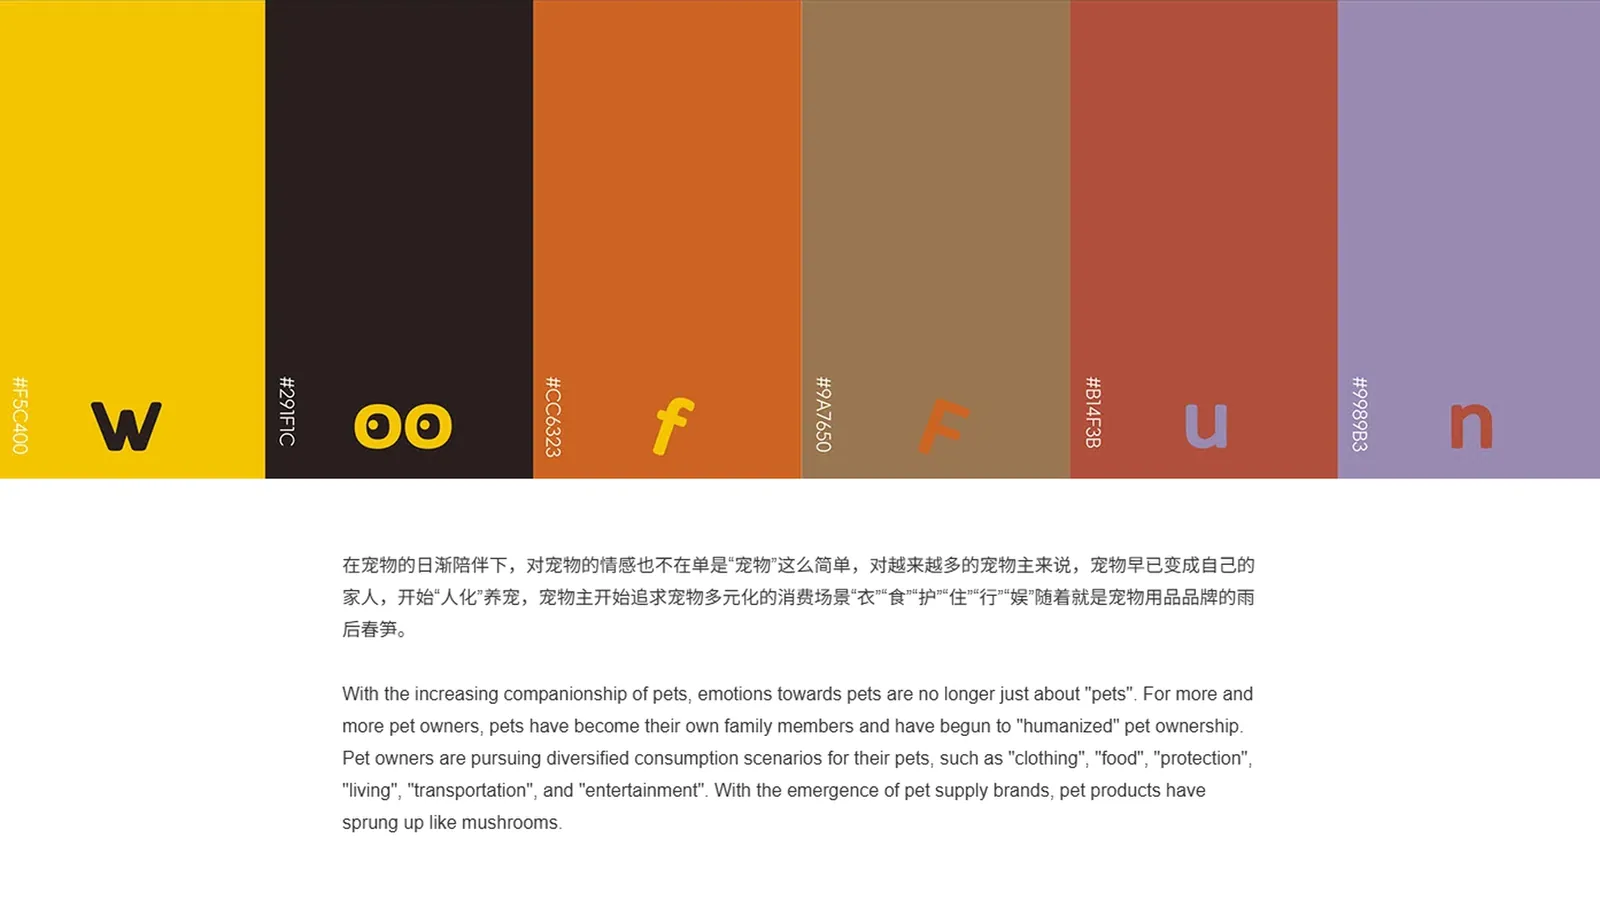 #F5C400
w
#291F1C
oo
#CC6323
f
#9A7650
F
#B14F3B
u
#9989B3
n
在宠物的日渐陪伴下，对宠物的情感也不在单是“宠物”这么简单，对越来越多的宠物主来说，宠物早已变成自己的
家人，开始“人化”养宠，宠物主开始追求宠物多元化的消费场景“衣”“食”“护”“住”“行”“娱”随着就是宠物用品品牌的雨
后春笋。
With the increasing companionship of pets, emotions towards pets are no longer just about "pets". For more and
more pet owners, pets have become their own family members and have begun to "humanized" pet ownership.
Pet owners are pursuing diversified consumption scenarios for their pets, such as "clothing", "food", "protection",
"living", "transportation", and "entertainment". With the emergence of pet supply brands, pet products have
sprung up like mushrooms.